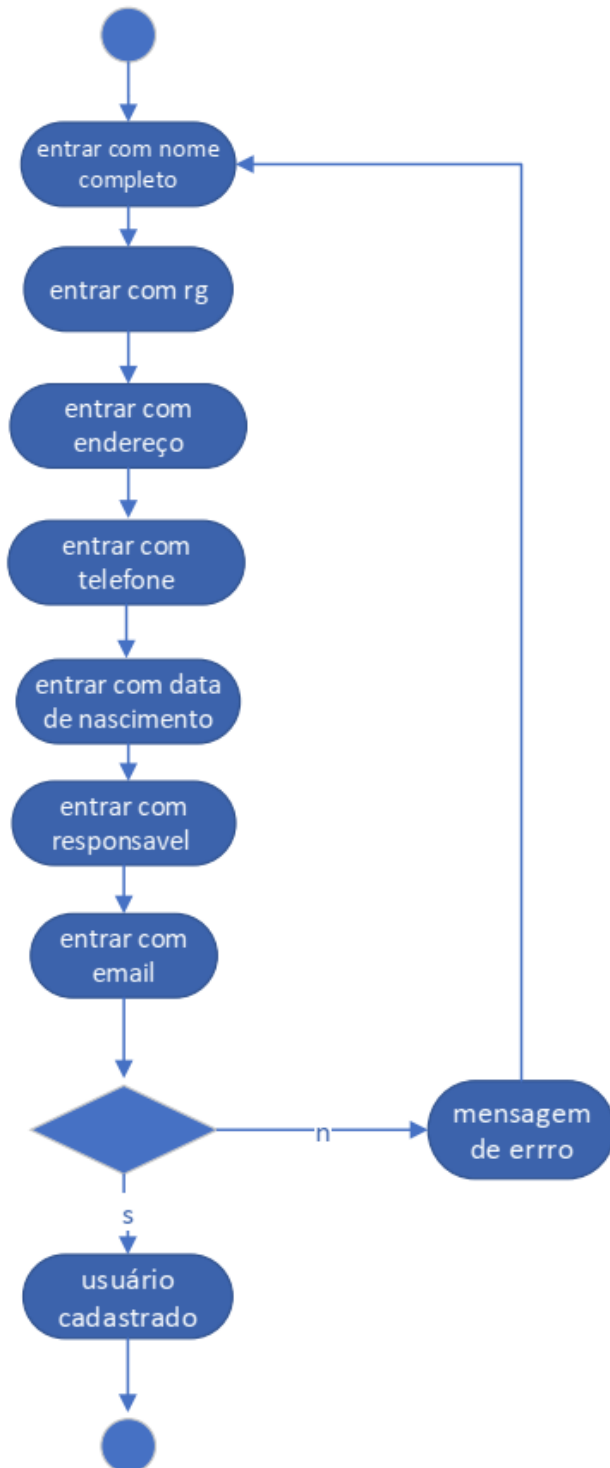 entrar com nome
completo
entrar com rg
entrar com
endereço
entrar com
telefone
entrar com data
de nascimento
entrar com
responsavel
entrar com
email
n
mensagem
de errro
s
usuário
cadastrado